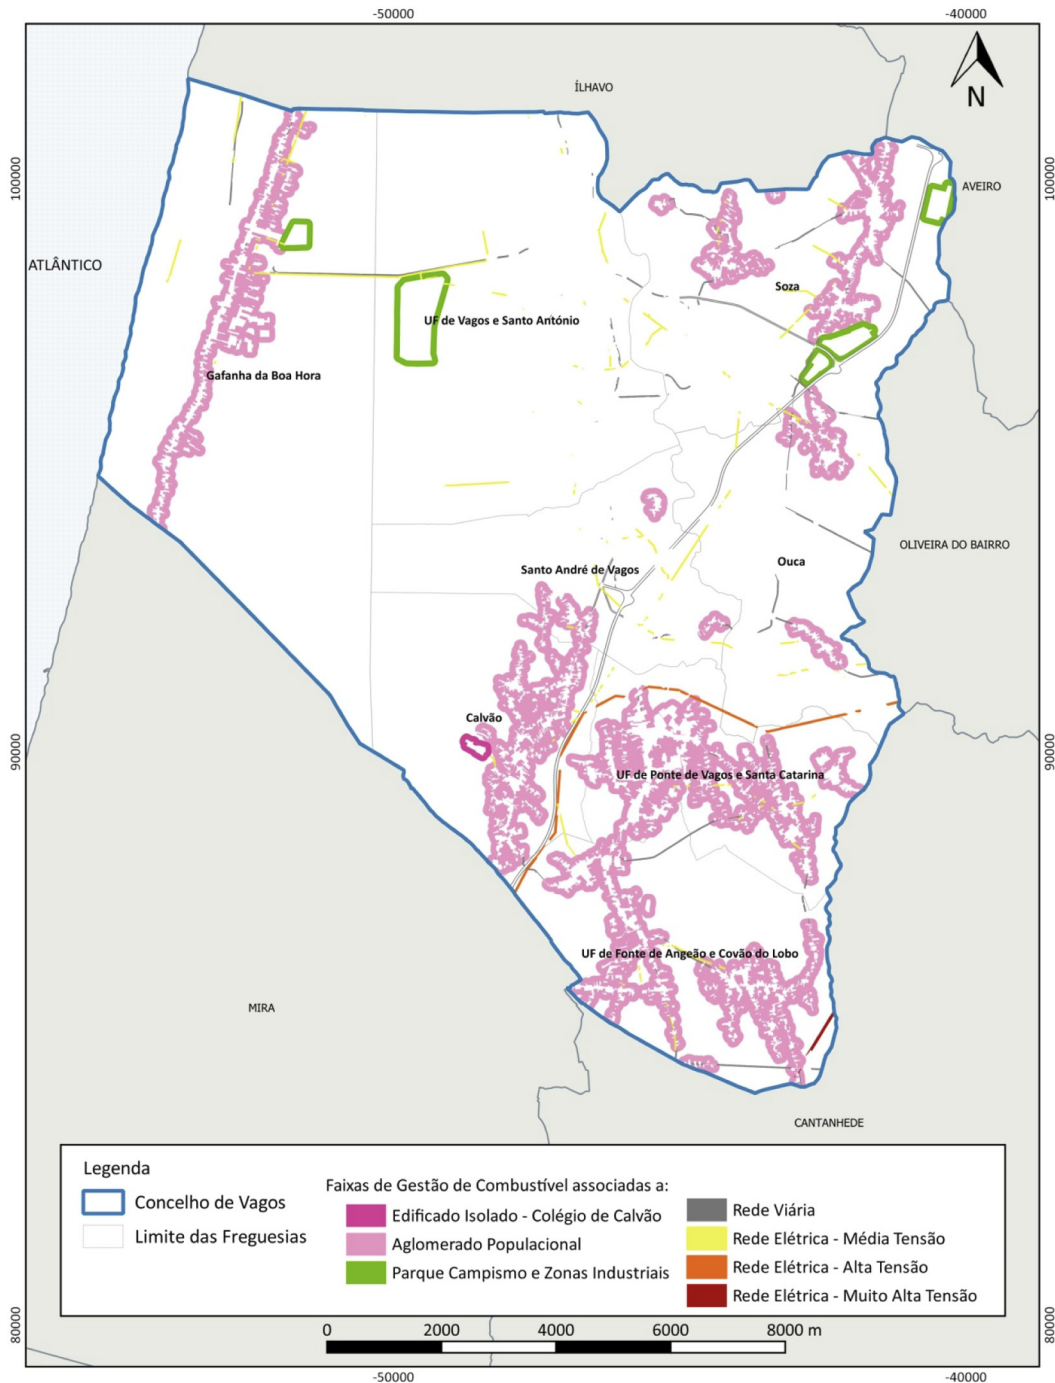 -50000
-40000
ÍLHAVO
N
100000
100000
AVEIRO
ATLÂNTICO
Soza
UF de Vagos e Santo António
Gafanha da Boa Hora
OLIVEIRA DO BAIRRO
Ouca
Santo André de Vagos
Calvão
90000
90000
UF de Ponte de Vagos e Santa Catarina
UF de Fonte de Angeão e Covão do Lobo
MIRA
CANTANHEDE
Legenda
Concelho de Vagos
Limite das Freguesias
Faixas de Gestão de Combustível associadas a:
Edificado Isolado - Colégio de Calvão
Aglomerado Populacional
Parque Campismo e Zonas Industriais
Rede Viária
Rede Elétrica - Média Tensão
Rede Elétrica - Alta Tensão
Rede Elétrica - Muito Alta Tensão
80000
80000
0 2000 4000 6000 8000 m
-50000
-40000